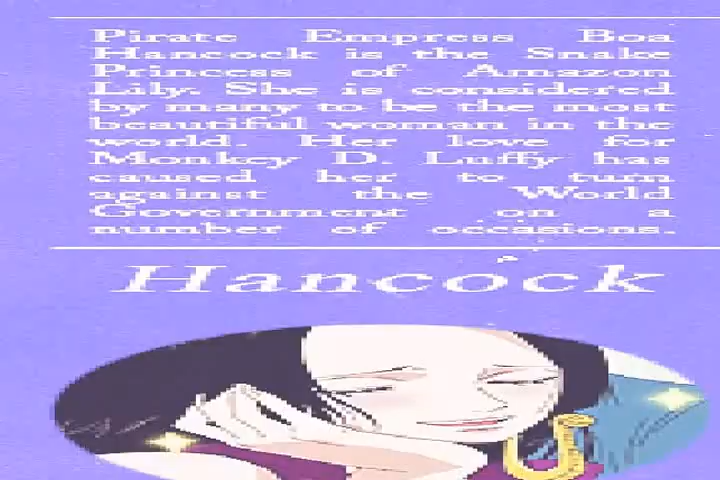 Pirate Empress Boa
Hancock is the Snake
Princess of Amazon
Lily. She is considered
by many to be the most
beautiful woman in the
world. Her love for
Monkey D. Luffy has
caused her to turn
against the World
Government on a
number of occasions.
Hancock